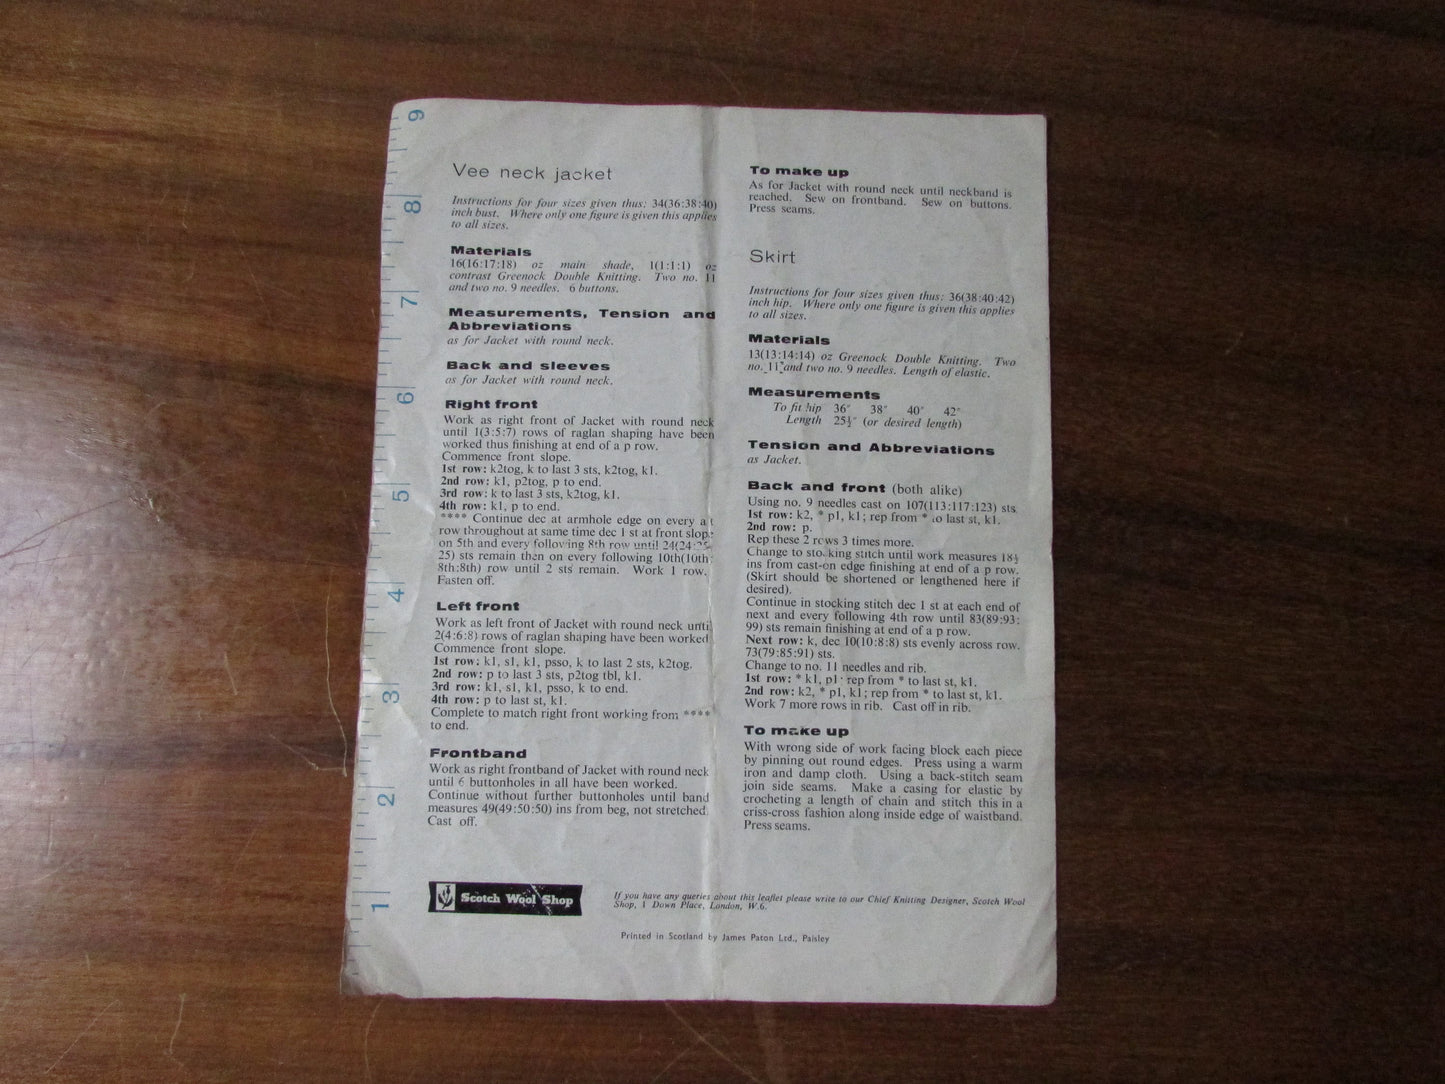 9
8
7
6
5
4
3
2
1
Vee neck jacket
Instructions for four sizes given thus: 34(36:38:40)
inch bust. Where only one figure is given this applies
to all sizes.
Materials
16(16:17:18) oz main shade, 1(1:1:1) oz
contrast Greenock Double Knitting. Two no. 11
and two no. 9 needles. 6 buttons.
Measurements, Tension and
Abbreviations
as for Jacket with round neck.
Back and sleeves
as for Jacket with round neck.
Right front
Work as right front of Jacket with round neck
until 1(3:5:7) rows of raglan shaping have been
worked thus finishing at end of a p row.
Commence front slope.
1st row: k2tog, k to last 3 sts, k2tog, k1.
2nd row: k1, p2tog, p to end.
3rd row: k to last 3 sts, k2tog, k1.
4th row: k1, p to end.
**** Continue dec at armhole edge on every
row throughout at same time dec 1 st at front slope
on 5th and every following 8th row until 24(24:25:
25) sts remain then on every following 10th(10th:
8th:8th) row until 2 sts remain. Work 1 row.
Fasten off.
Left front
Work as left front of Jacket with round neck until
2(4:6:8) rows of raglan shaping have been worked
Commence front slope.
1st row: k1, s1, k1, psso, k to last 2 sts, k2tog.
2nd row: p to last 3 sts, p2tog tbl, k1.
3rd row: k1, s1, k1, psso, k to end.
4th row: p to last st, k1.
Complete to match right front working from ****
to end.
Frontband
Work as right frontband of Jacket with round neck
until 6 buttonholes in all have been worked.
Continue without further buttonholes until band
measures 49(49:50:50) ins from beg, not stretched.
Cast off.
To make up
As for Jacket with round neck until neckband is
reached. Sew on frontband. Sew on buttons.
Press seams.
Skirt
Instructions for four sizes given thus: 36(38:40:42)
inch hip. Where only one figure is given this applies
to all sizes.
Materials
13(13:14:14) oz Greenock Double Knitting. Two
no. 11 and two no. 9 needles. Length of elastic.
Measurements
To fit hip 36″ 38″ 40″ 42″
Length 25½″ (or desired length)
Tension and Abbreviations
as Jacket.
Back and front (both alike)
Using no. 9 needles cast on 107(113:117:123) sts.
1st row: k2, * p1, k1; rep from * to last st, k1.
2nd row: p.
Rep these 2 rows 3 times more.
Change to stocking stitch until work measures 18½
ins from cast-on edge finishing at end of a p row.
(Skirt should be shortened or lengthened here if
desired).
Continue in stocking stitch dec 1 st at each end of
next and every following 4th row until 83(89:93:
99) sts remain finishing at end of a p row.
Next row: k, dec 10(10:8:8) sts evenly across row.
73(79:85:91) sts.
Change to no. 11 needles and rib.
1st row: * k1, p1; rep from * to last st, k1.
2nd row: k2, * p1, k1; rep from * to last st, k1.
Work 7 more rows in rib. Cast off in rib.
To make up
With wrong side of work facing block each piece
by pinning out round edges. Press using a warm
iron and damp cloth. Using a back-stitch seam
join side seams. Make a casing for elastic by
crocheting a length of chain and stitch this in a
criss-cross fashion along inside edge of waistband.
Press seams.
Scotch Wool Shop
If you have any queries about this leaflet please write to our Chief Knitting Designer, Scotch Wool
Shop, 1 Down Place, London, W.6.
Printed in Scotland by James Paton Ltd., Paisley